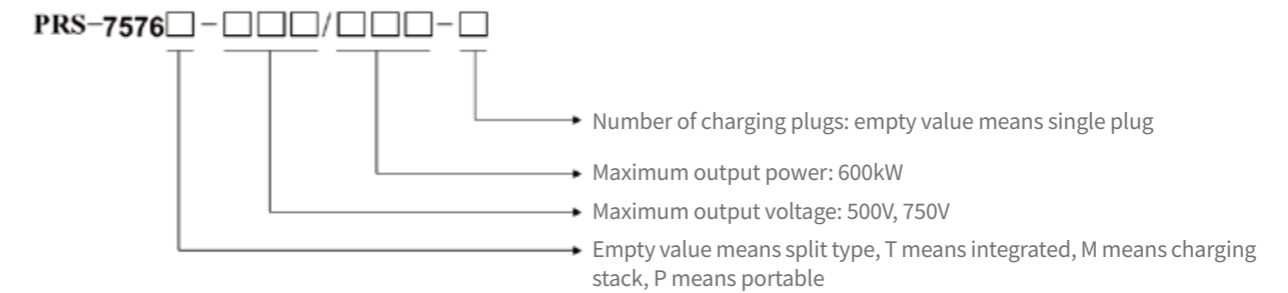 PRS-7576□-□□□/□□□-□
Number of charging plugs: empty value means single plug
Maximum output power: 600kW
Maximum output voltage: 500V, 750V
Empty value means split type, T means integrated, M means charging
stack, P means portable